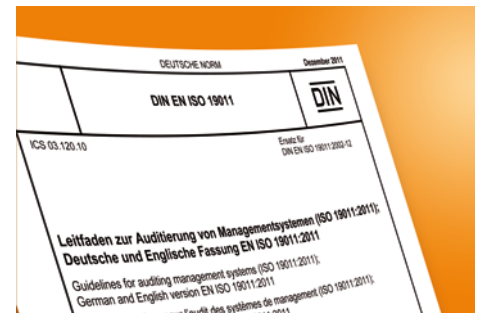 DEUTSCHE NORM
Dezember 2011
DIN EN ISO 19011
DIN
ICS 03.120.10
Ersatz für
DIN EN ISO 19011:2002-12
Leitfaden zur Auditierung von Managementsystemen (ISO 19011:2011);
Deutsche und Englische Fassung EN ISO 19011:2011
Guidelines for auditing management systems (ISO 19011:2011);
German and English version EN ISO 19011:2011
l'audit des systèmes de management (ISO 19011:2011);